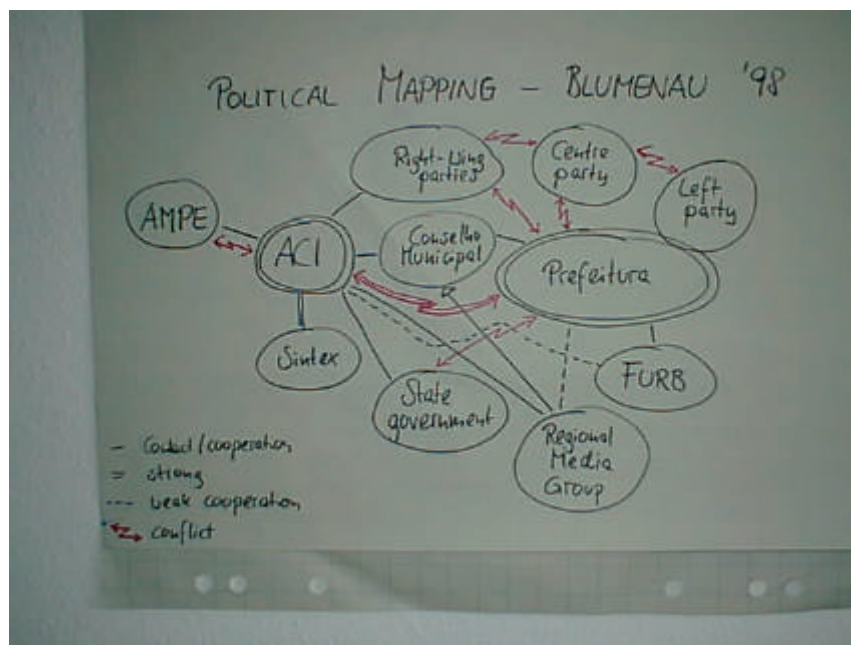 POLITICAL MAPPING – BLUMENAU '98
Right-Wing
parties
Centre
party
Left
party
AMPE
ACI
Conselho
Municipal
Prefeitura
Sintex
State
government
FURB
Regional
Media
Group
– Contact/cooperation
= strong
--- weak cooperation
conflict